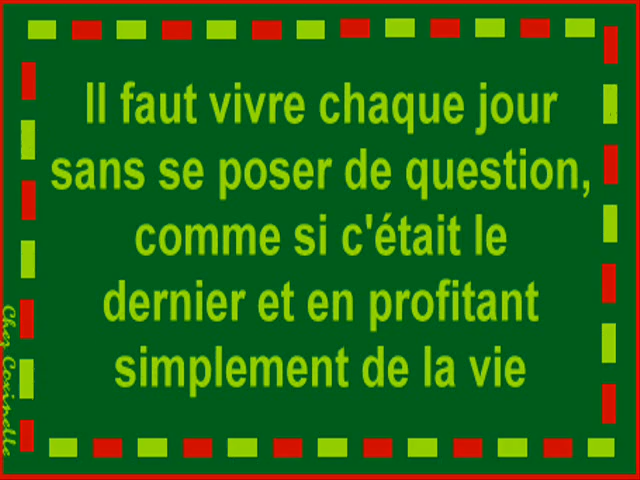 Il faut vivre chaque jour
sans se poser de question,
comme si c'était le
dernier et en profitant
simplement de la vie
Chez Coxinelle